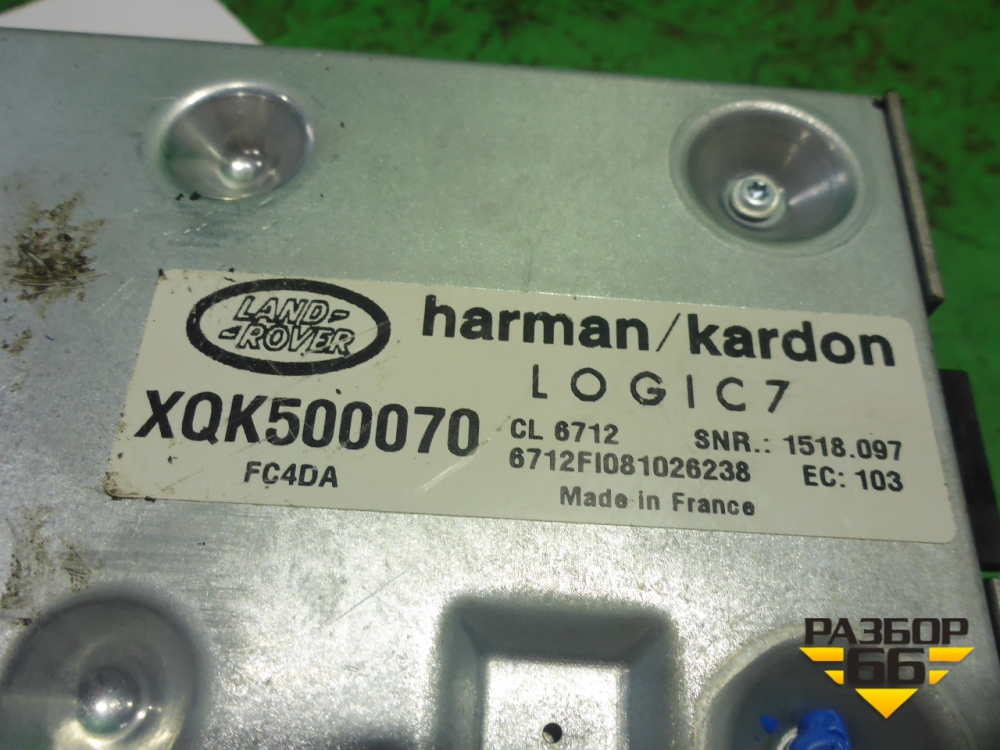 LAND-
-ROVER
harman/kardon
LOGIC7
XQK500070
FC4DA
CL 6712 SNR.: 1518.097
6712FI081026238 EC: 103
Made in France
РАЗБОР
66